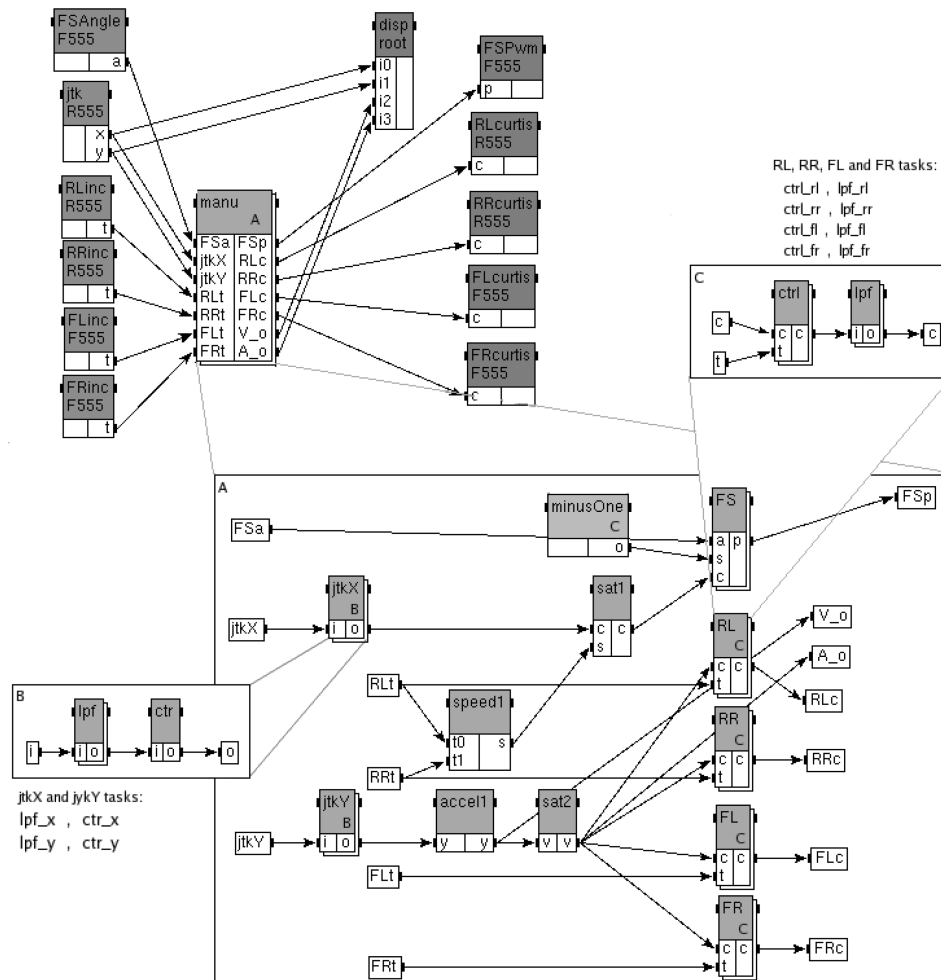 FSAngle
F555
a
jtk
R555
x
y
RLinc
R555
t
RRinc
R555
t
FLinc
F555
t
FRinc
F555
t
manu
A
FSa FSp
jtkX RLc
jtkY RRc
RLt FLc
RRt FRc
FLt V_o
FRt A_o
disp
root
i0
i1
i2
i3
FSPwm
F555
p
RLcurtis
R555
c
RRcurtis
R555
c
FLcurtis
F555
c
FRcurtis
F555
c
RL, RR, FL and FR tasks:
ctrl_rl , lpf_rl
ctrl_rr , lpf_rr
ctrl_fl , lpf_fl
ctrl_fr , lpf_fr
C
ctrl
lpf
c
t
c c
t
i o
c
A
FSa
minusOne
C
o
FS
a p
s
c
FSp
jtkX
jtkX
B
i o
sat1
c c
s
RLt
speed1
t0 s
t1
RRt
RL
C
c c
t
V_o
A_o
RLc
RR
C
c c
t
RRc
B
i
lpf
i o
ctr
i o
o
jtkX and jykY tasks:
lpf_x , ctr_x
lpf_y , ctr_y
jtkY
jtkY
B
i o
accel1
y y
sat2
v v
FLt
FL
C
c c
t
FLc
FRt
FR
C
c c
t
FRc